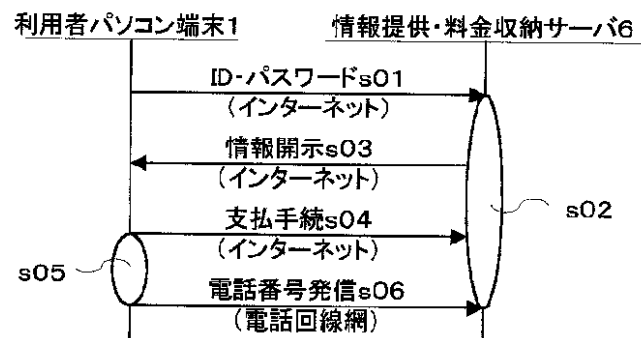 利用者パソコン端末1
情報提供・料金収納サーバ6
ID・パスワードs01
(インターネット)
情報開示s03
(インターネット)
支払手続s04
(インターネット)
s02
s05
電話番号発信s06
(電話回線網)